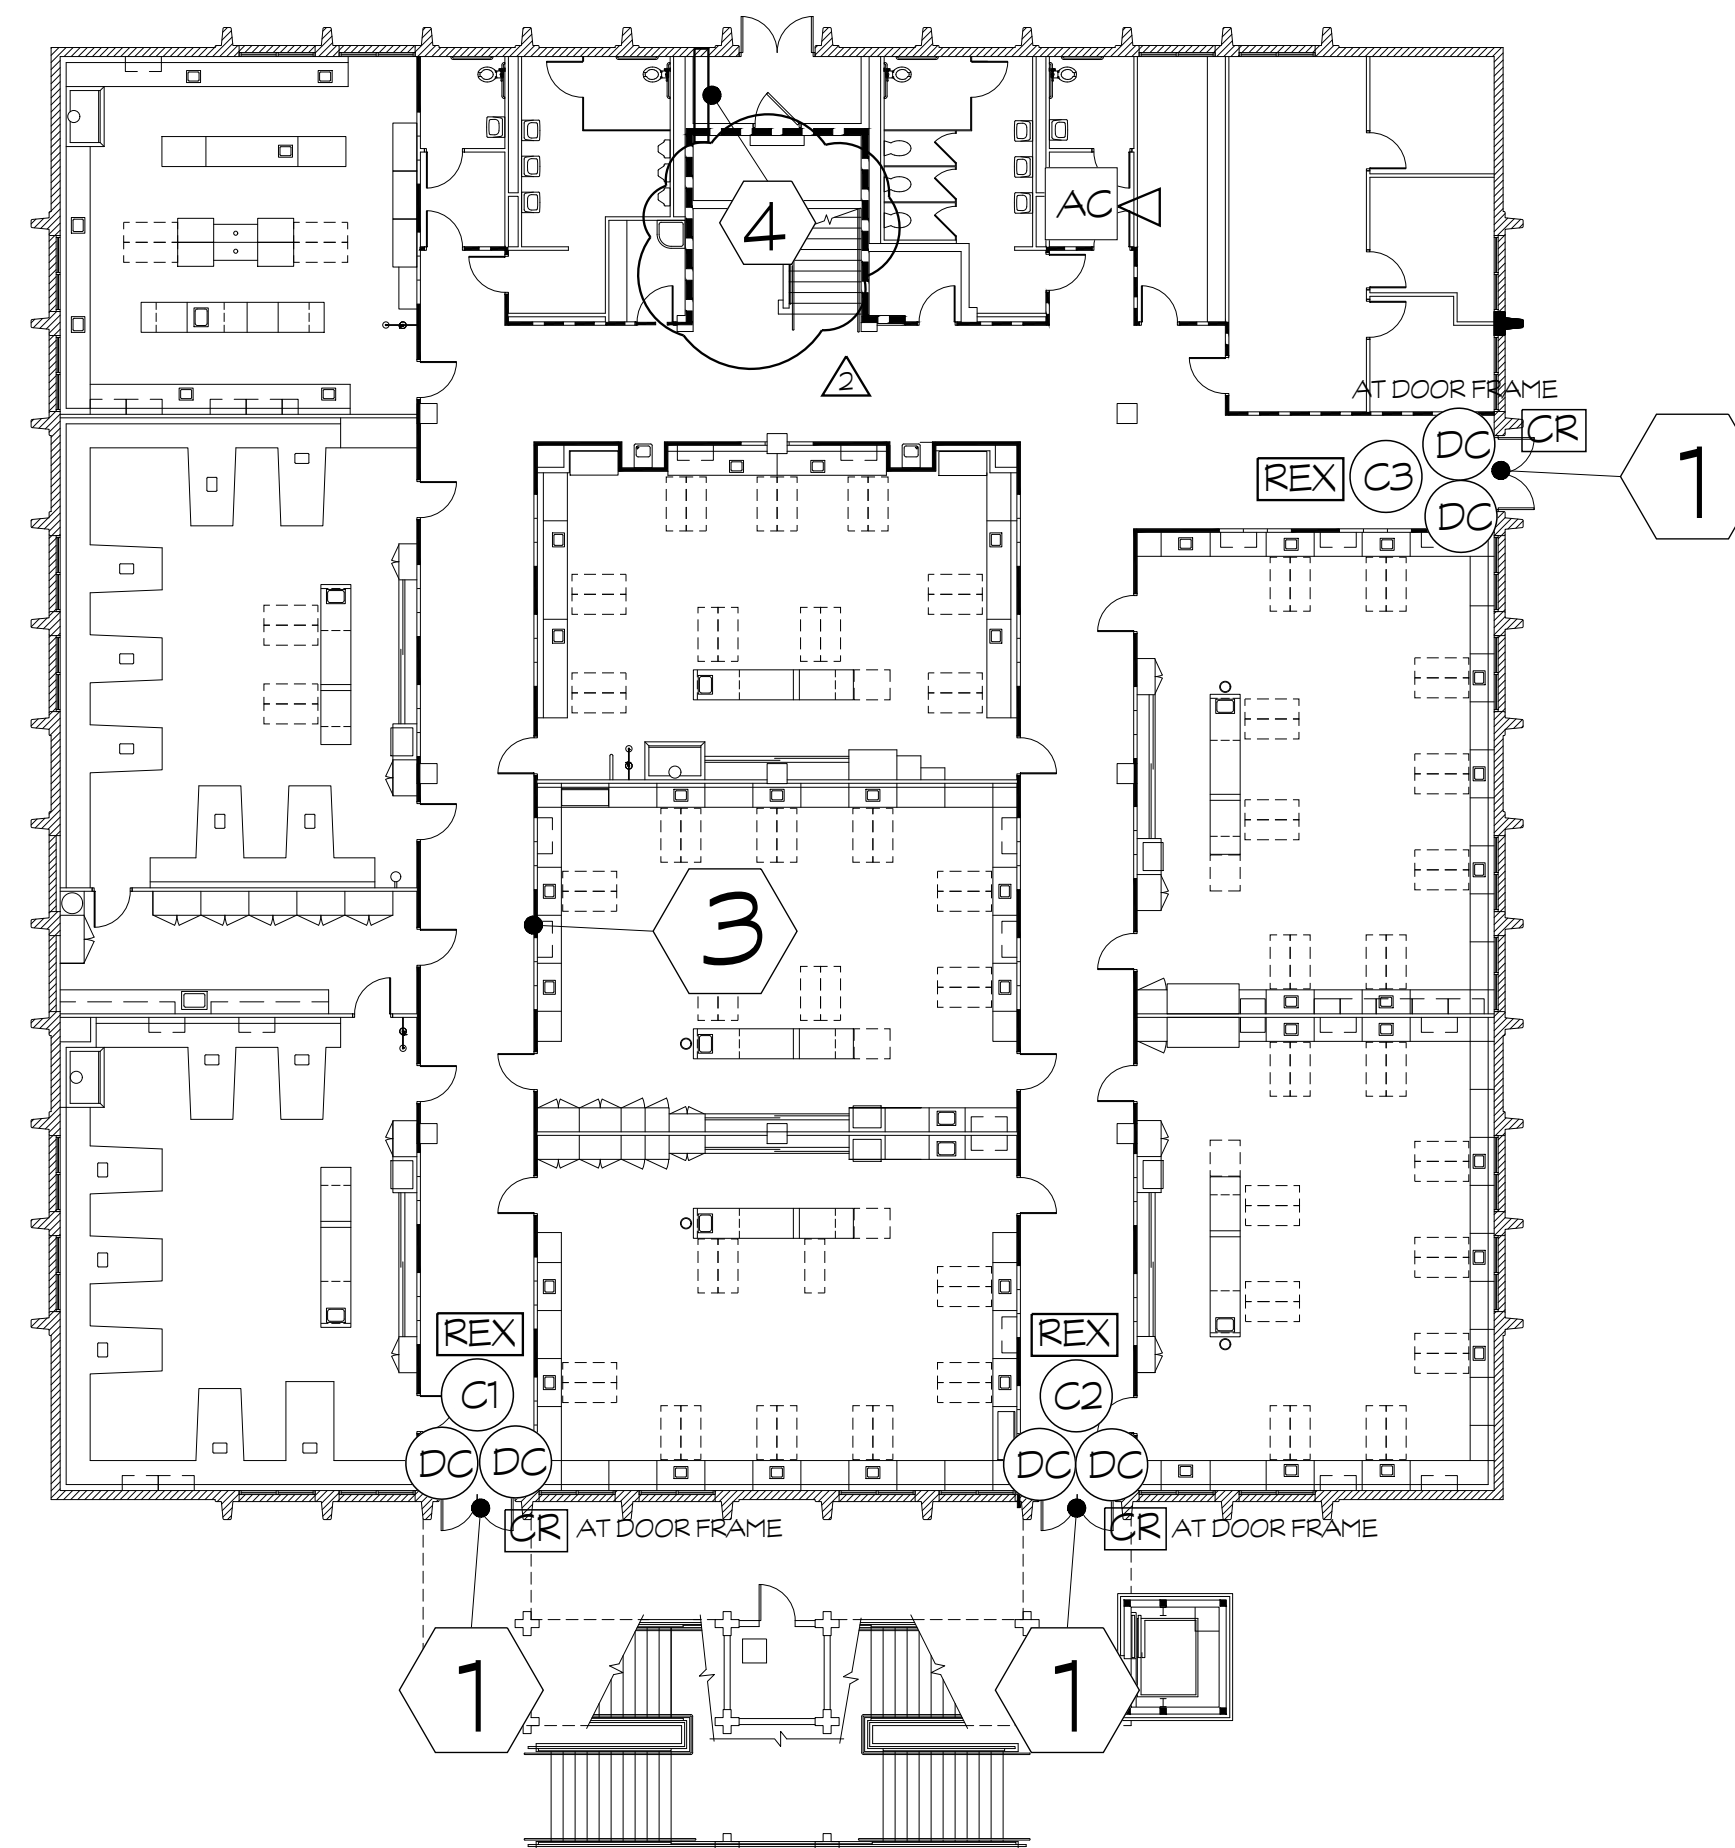 4
AC
2
AT DOOR FRAME
DC
CR
REX
C3
DC
1
3
REX
REX
C1
C2
DC
DC
DC
DC
CR
AT DOOR FRAME
CR
AT DOOR FRAME
1
1